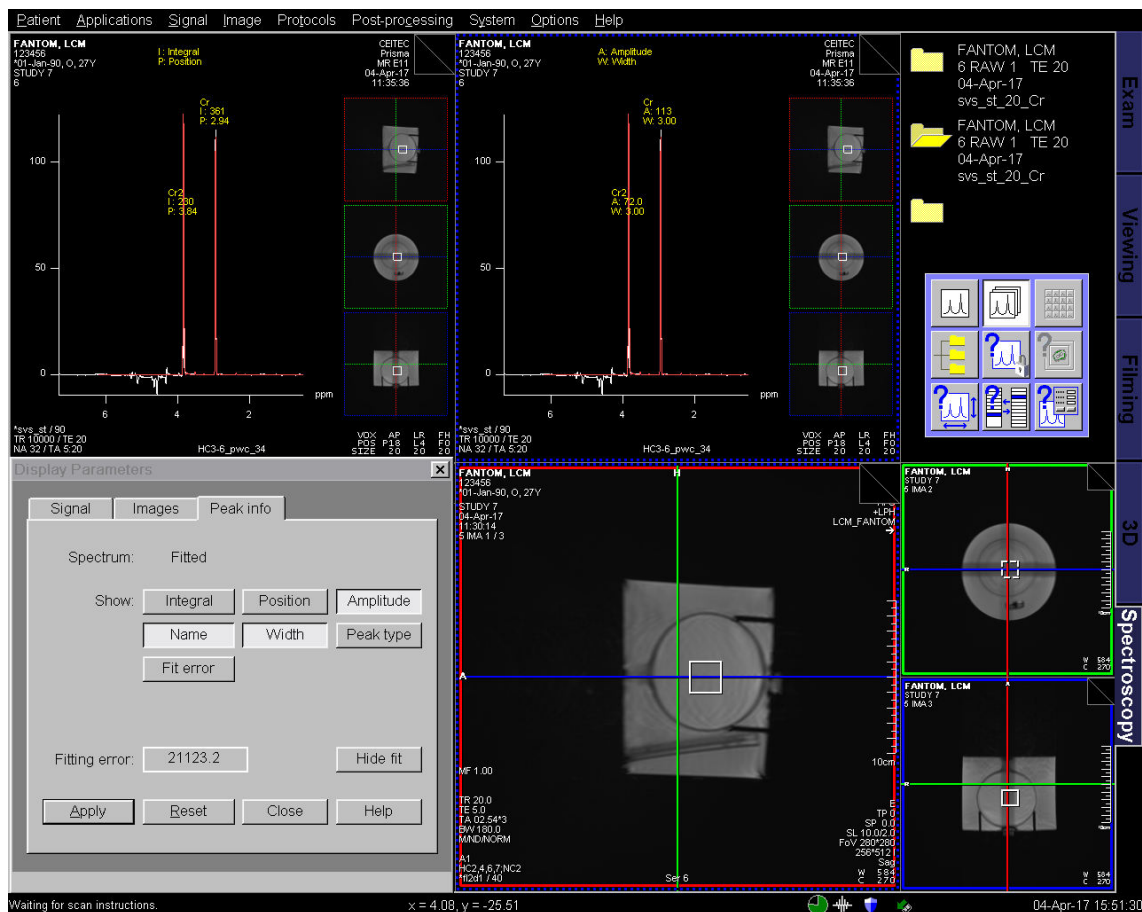 Patient Applications Signal Image Protocols Post-processing System Options Help
FANTOM, LCM
123456
*01-Jan-90, O, 27Y
STUDY 7
6
I : Integral
P: Position
CEITEC
Prisma
MR E11
04-Apr-17
11:35:36
Cr
I : 361
P: 2.94
Cr2
I : 230
P: 3.84
100
50
0
6
4
2
ppm
*svs_st / 90
TR 10000 / TE 20
NA 32 / TA 5:20
HC3-6_pwc_34
VOX AP LR FH
POS P18 L4 F0
SIZE 20 20 20
FANTOM, LCM
123456
*01-Jan-90, O, 27Y
STUDY 7
6
A: Amplitude
W: Width
CEITEC
Prisma
MR E11
04-Apr-17
11:35:36
Cr
A: 113
W: 3.00
Cr2
A: 72.0
W: 3.00
100
50
0
6
4
2
ppm
*svs_st / 90
TR 10000 / TE 20
NA 32 / TA 5:20
HC3-6_pwc_34
VOX AP LR FH
POS P18 L4 F0
SIZE 20 20 20
FANTOM, LCM
6 RAW 1 TE 20
04-Apr-17
svs_st_20_Cr
FANTOM, LCM
6 RAW 1 TE 20
04-Apr-17
svs_st_20_Cr
Exam
Viewing
Filming
3D
Spectroscopy
Display Parameters
Signal Images Peak info
Spectrum: Fitted
Show: Integral Position Amplitude
Name Width Peak type
Fit error
Fitting error: 21123.2 Hide fit
Apply Reset Close Help
FANTOM, LCM
123456
*01-Jan-90, O, 27Y
STUDY 7
04-Apr-17
11:30:14
5 IMA 1 / 3
H
+LPH
LCM_FANTOM
A
10cm
MF 1.00
TR 20.0
TE 5.0
TA 02.54*3
BW 180.0
M/ND/NORM
A1
HC2,4,6,7;NC2
*fl2d1 / 40
Ser 6
E
TP 0
SP 0.0
SL 10.0/2.0
FoV 280*280
256*512 I
Sag
W 584
C 270
FANTOM, LCM
STUDY 7
5 IMA 2
R
W 584
C 270
FANTOM, LCM
STUDY 7
5 IMA 3
R
W 584
C 270
Waiting for scan instructions.
x = 4.08, y = -25.51
04-Apr-17 15:51:30